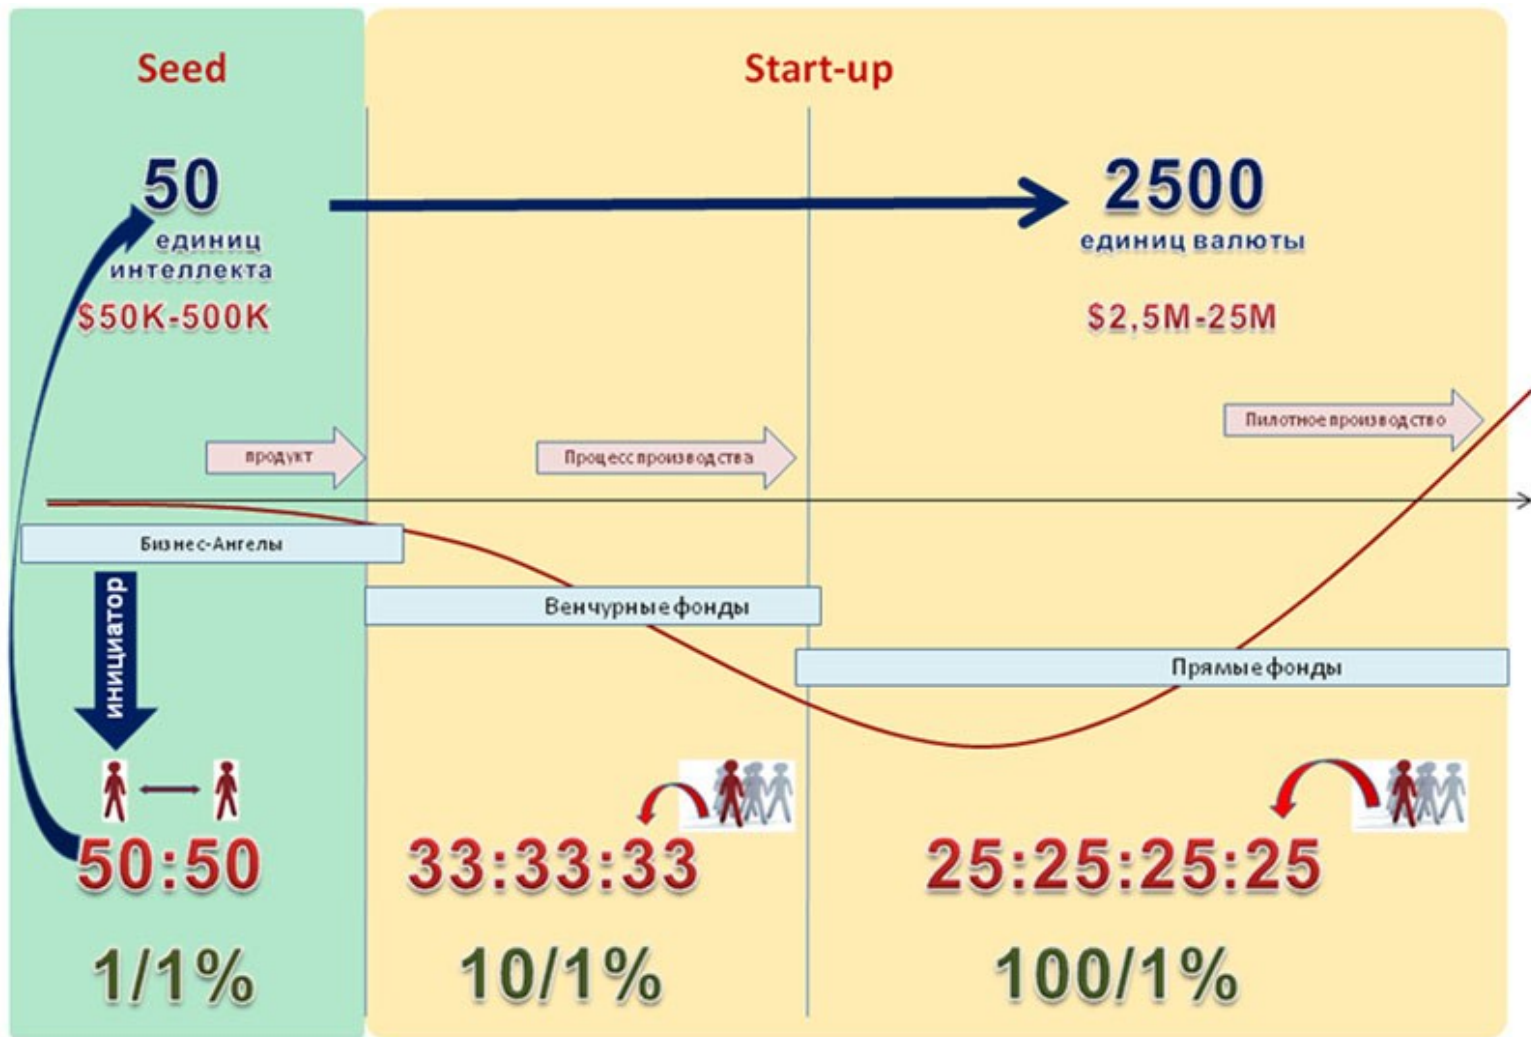 Seed
Start-up
50
единиц
интеллекта
$50K-500K
2500
единиц валюты
$2,5M-25M
продукт
Процесс производства
Пилотное производство
Бизнес-Ангелы
Венчурные фонды
Прямые фонды
инициатор
50:50
33:33:33
25:25:25:25
1/1%
10/1%
100/1%